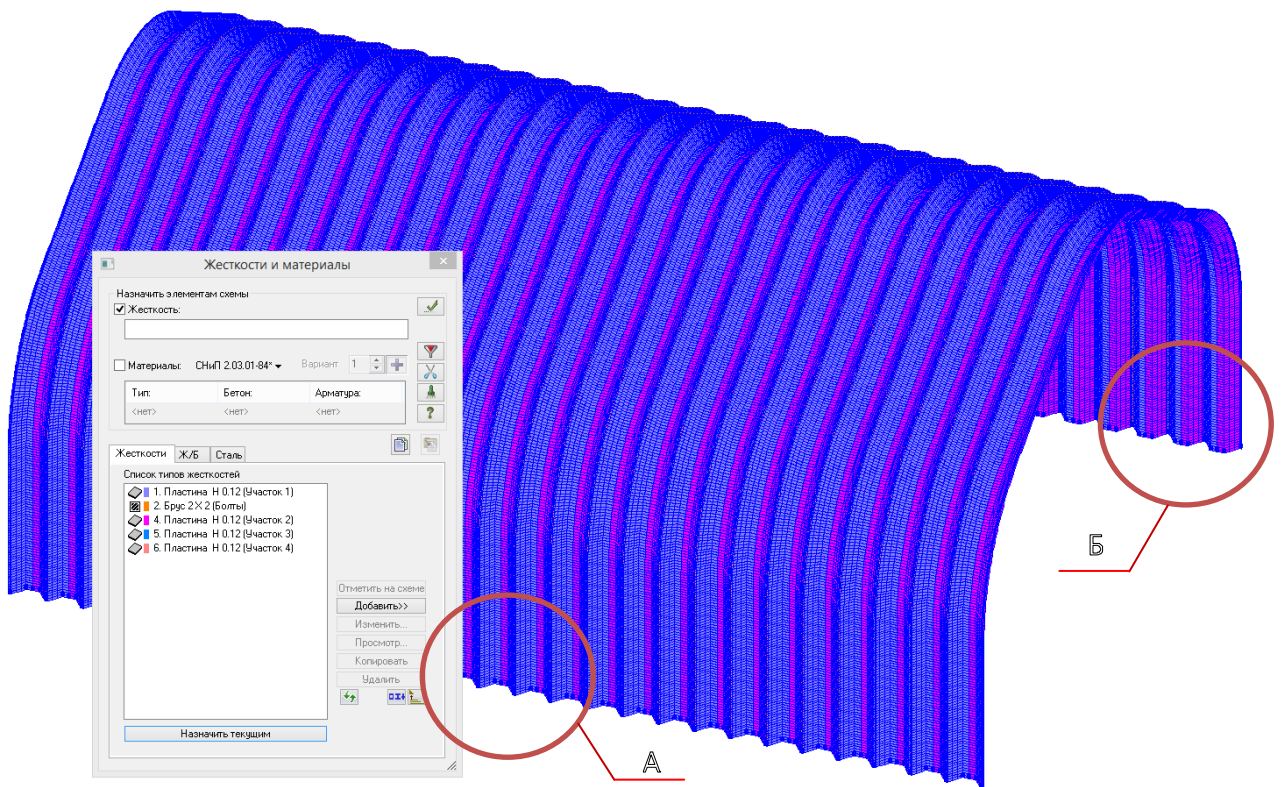 Жесткости и материалы
Назначить элементам схемы
Жесткость:
Материалы: СНиП 2.03.01-84* Вариант 1
Тип: Бетон: Арматура:
<нет> <нет> <нет>
Жесткости Ж/Б Сталь
Список типов жесткостей
1. Пластина Н 0.12 (Участок 1)
2. Брус 2 X 2 (Болты)
4. Пластина Н 0.12 (Участок 2)
5. Пластина Н 0.12 (Участок 3)
6. Пластина Н 0.12 (Участок 4)
Отметить на схеме
Добавить>>
Изменить...
Просмотр...
Копировать
Удалить
Назначить текущим
А
Б